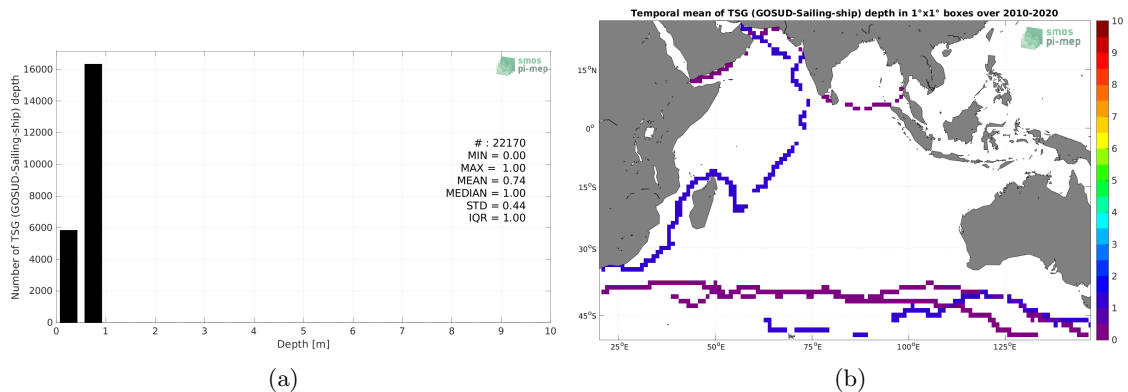 smos
pi-mep
16000
14000
12000
10000
8000
6000
4000
2000
0
Number of TSG (GOSUD-Sailing-ship) depth
# : 22170
MIN = 0.00
MAX = 1.00
MEAN = 0.74
MEDIAN = 1.00
STD = 0.44
IQR = 1.00
0 1 2 3 4 5 6 7 8 9 10
Depth [m]
(a)
Temporal mean of TSG (GOSUD-Sailing-ship) depth in 1°x1° boxes over 2010-2020
smos
pi-mep
15°N
0°
15°S
30°S
45°S
25°E 50°E 75°E 100°E 125°E
10
9
8
7
6
5
4
3
2
1
0
(b)